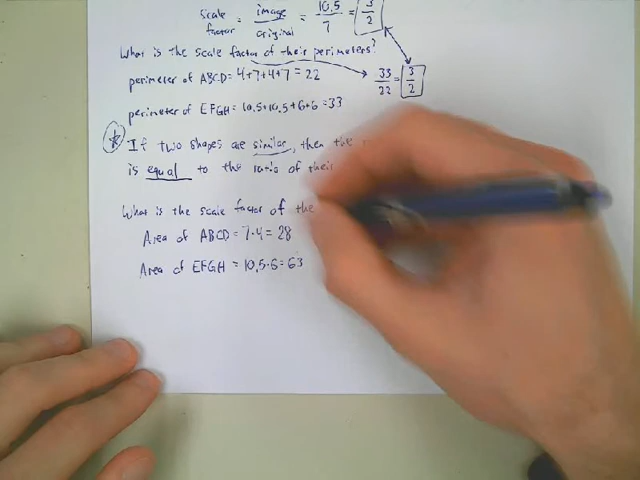 scale factor = image / original = 10.5 / 7 = 3 / 2
What is the scale factor of their perimeters?
perimeter of ABCD = 4+7+4+7 = 22
33 / 22 = 3 / 2
perimeter of EFGH = 10.5+10.5+6+6 = 33
If two shapes are similar, then the
is equal to the ratio of their
What is the scale factor of the
Area of ABCD = 7·4 = 28
Area of EFGH = 10.5·6 = 63